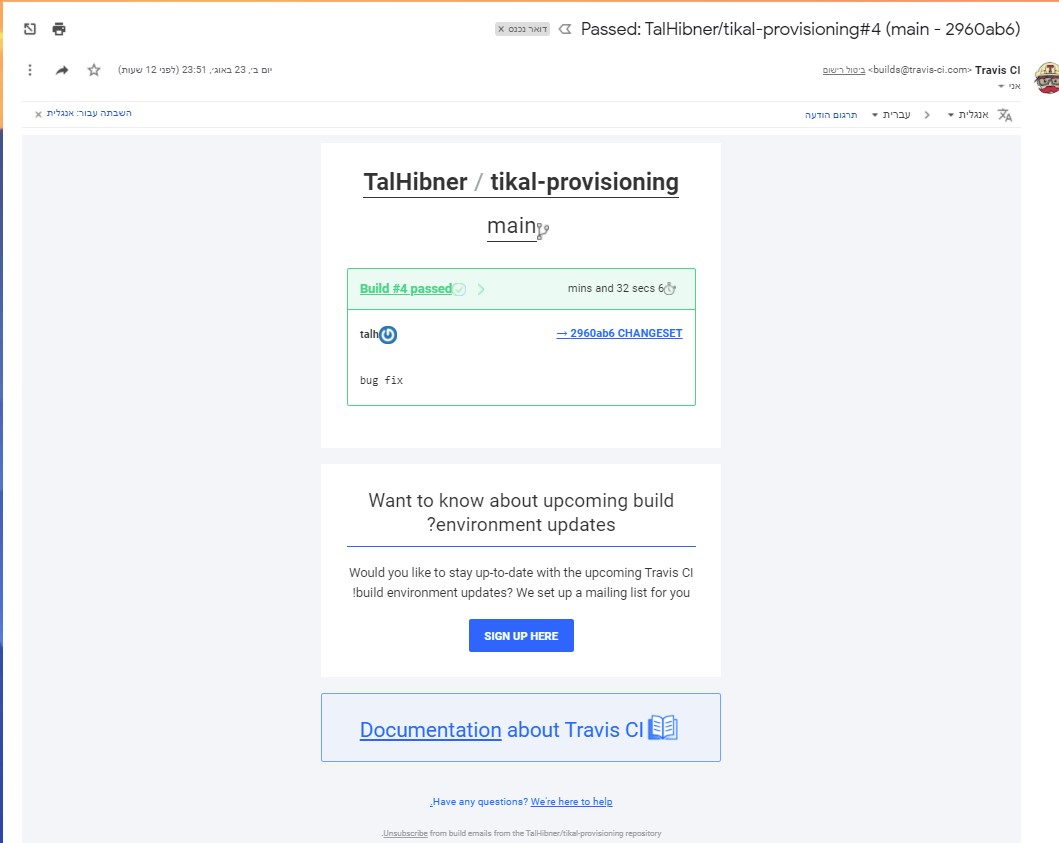 Passed: TalHibner/tikal-provisioning#4 (main - 2960ab6)
דואר נכנס ×
Travis CI <builds@travis-ci.com> ביטול רישום
יום ב׳, 23 באוג׳, 23:51 (לפני 12 שעות)
אני
אנגלית
עברית
תרגום הודעה
השבתה עבור: אנגלית ×
TalHibner / tikal-provisioning
main
Build #4 passed
mins and 32 secs 6
talh
→ 2960ab6 CHANGESET
bug fix
Want to know about upcoming build
?environment updates
Would you like to stay up-to-date with the upcoming Travis CI
!build environment updates? We set up a mailing list for you
SIGN UP HERE
Documentation about Travis CI
.Have any questions? We're here to help
.Unsubscribe from build emails from the TalHibner/tikal-provisioning repository